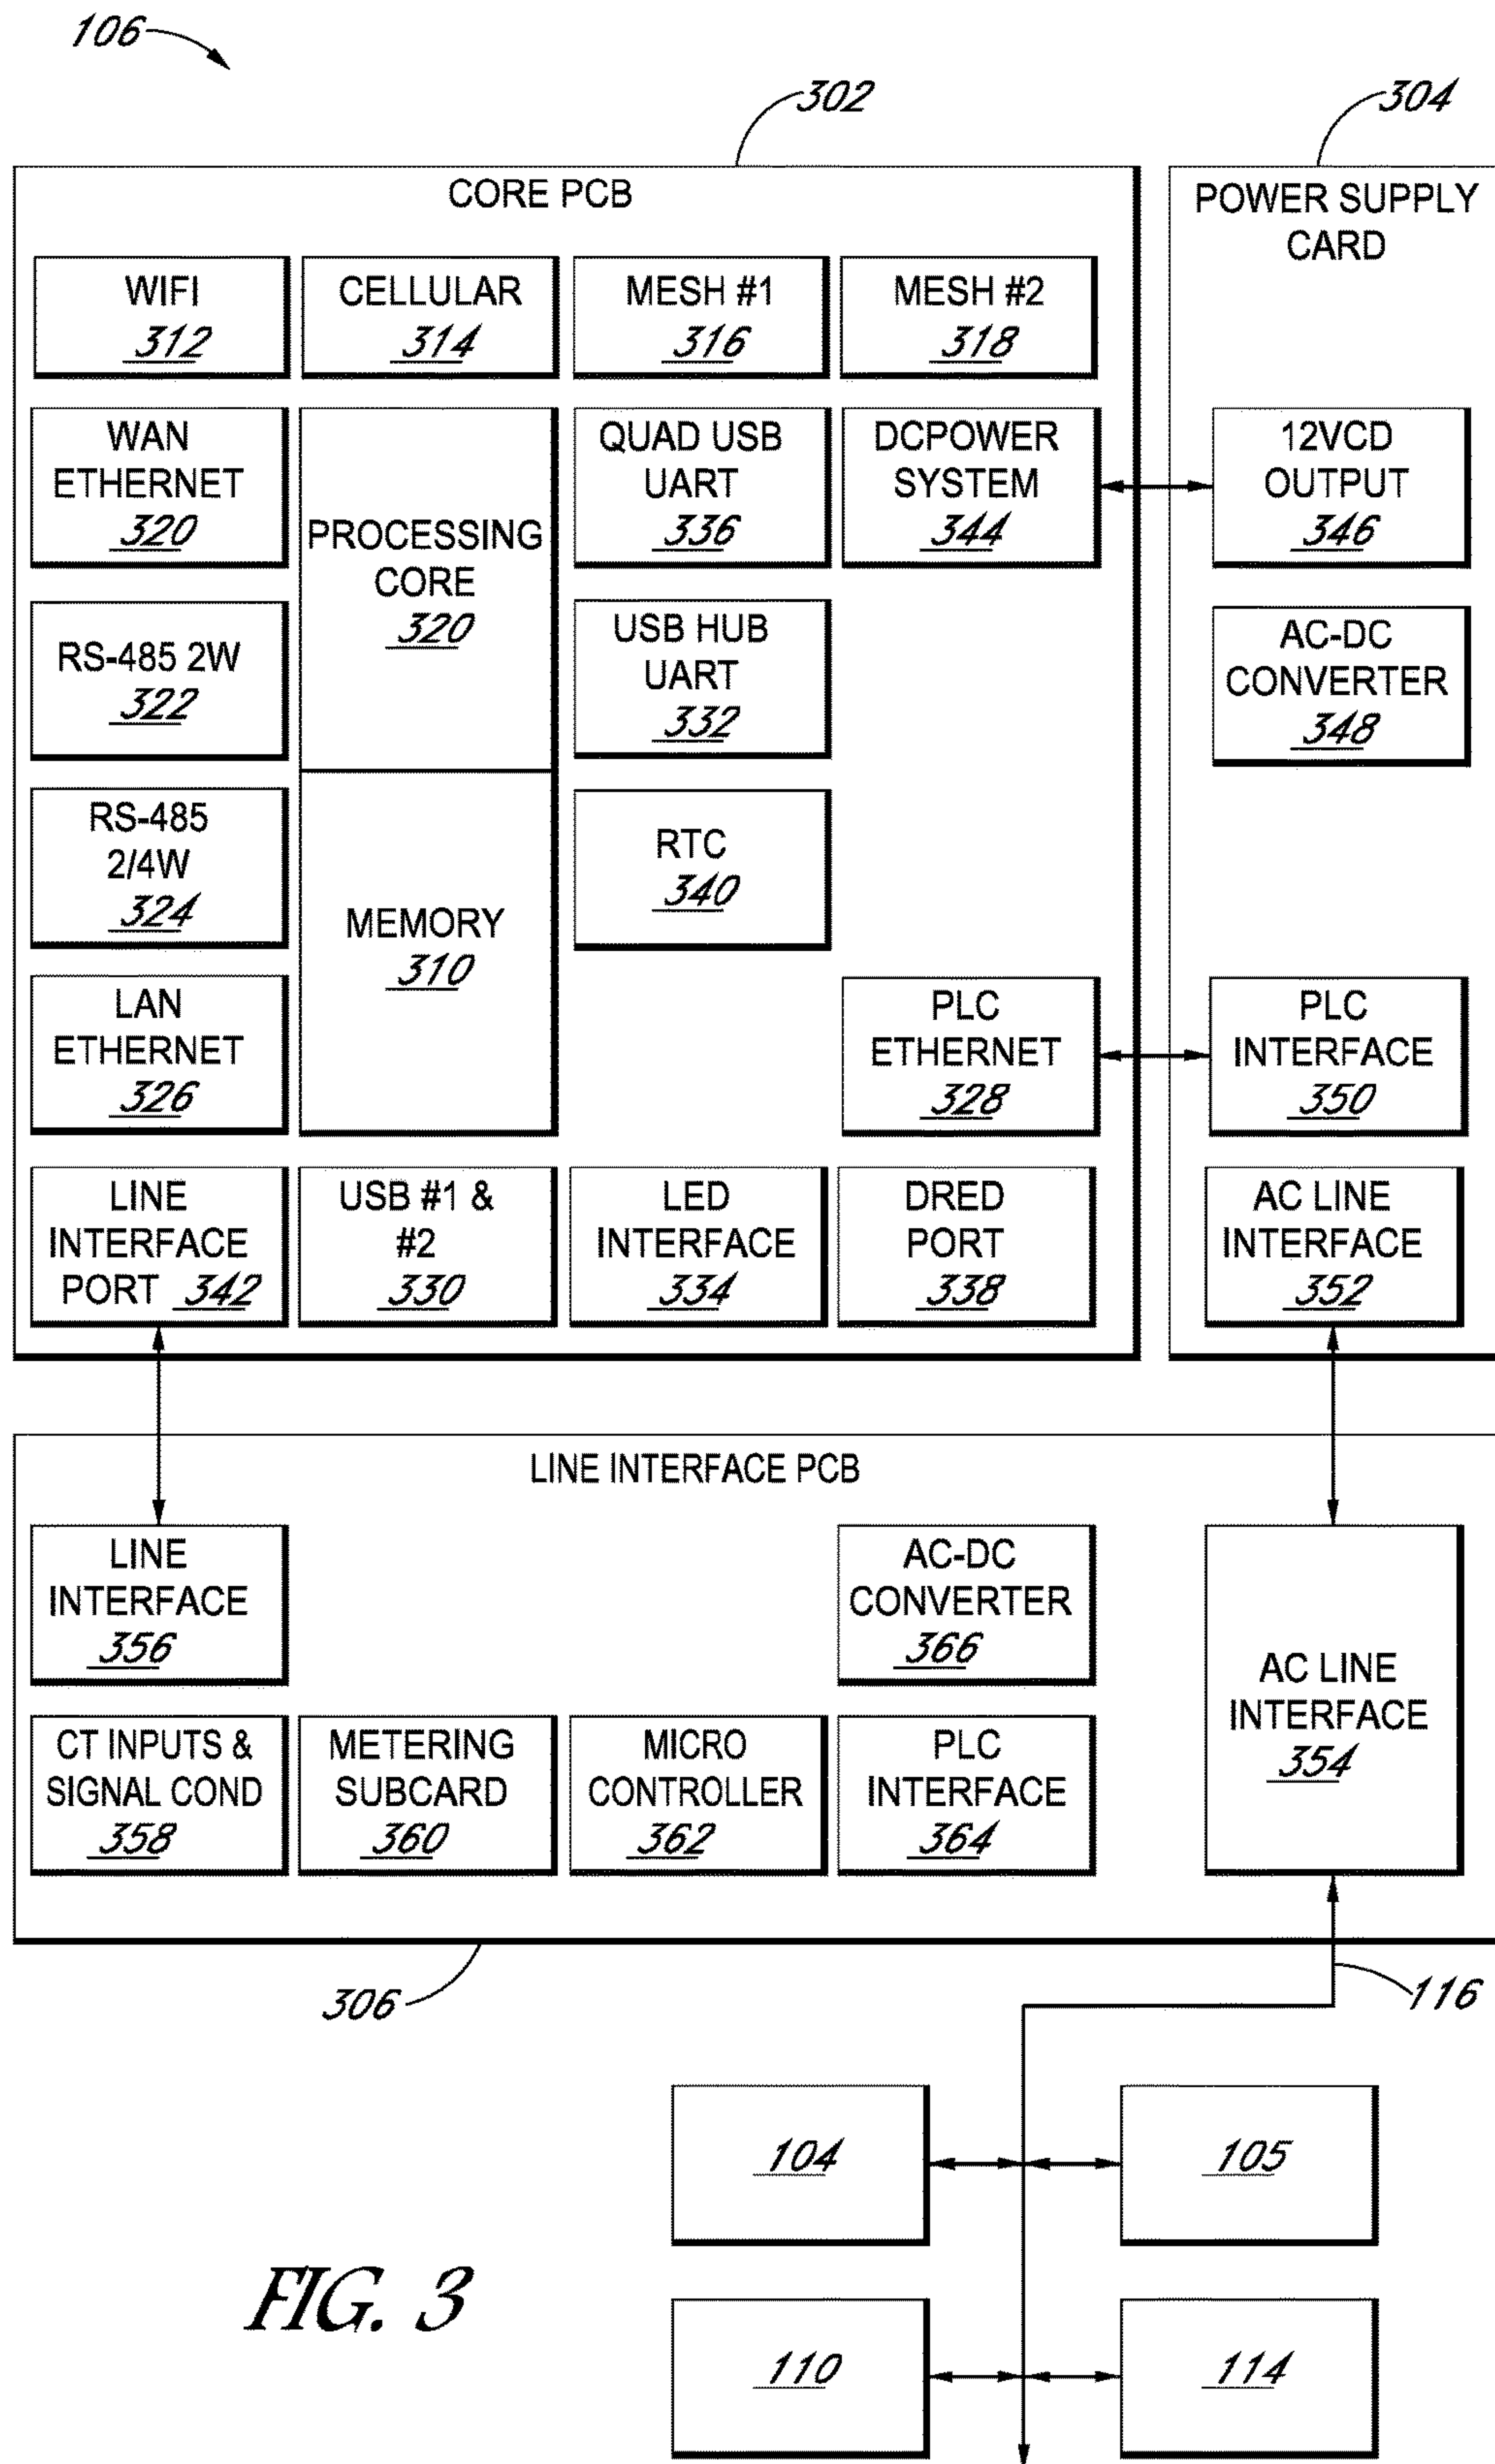 106
302
304
CORE PCB
POWER SUPPLY
CARD
WIFI
312
CELLULAR
314
MESH #1
316
MESH #2
318
WAN
ETHERNET
320
PROCESSING
CORE
320
QUAD USB
UART
336
DCPOWER
SYSTEM
344
12VCD
OUTPUT
346
RS-485 2W
322
USB HUB
UART
332
AC-DC
CONVERTER
348
RS-485
2/4W
324
MEMORY
310
RTC
340
LAN
ETHERNET
326
PLC
ETHERNET
328
PLC
INTERFACE
350
LINE
INTERFACE
PORT 342
USB #1 &
#2
330
LED
INTERFACE
334
DRED
PORT
338
AC LINE
INTERFACE
352
LINE INTERFACE PCB
LINE
INTERFACE
356
AC-DC
CONVERTER
366
AC LINE
INTERFACE
354
CT INPUTS &
SIGNAL COND
358
METERING
SUBCARD
360
MICRO
CONTROLLER
362
PLC
INTERFACE
364
306
116
104
105
110
114
FIG. 3